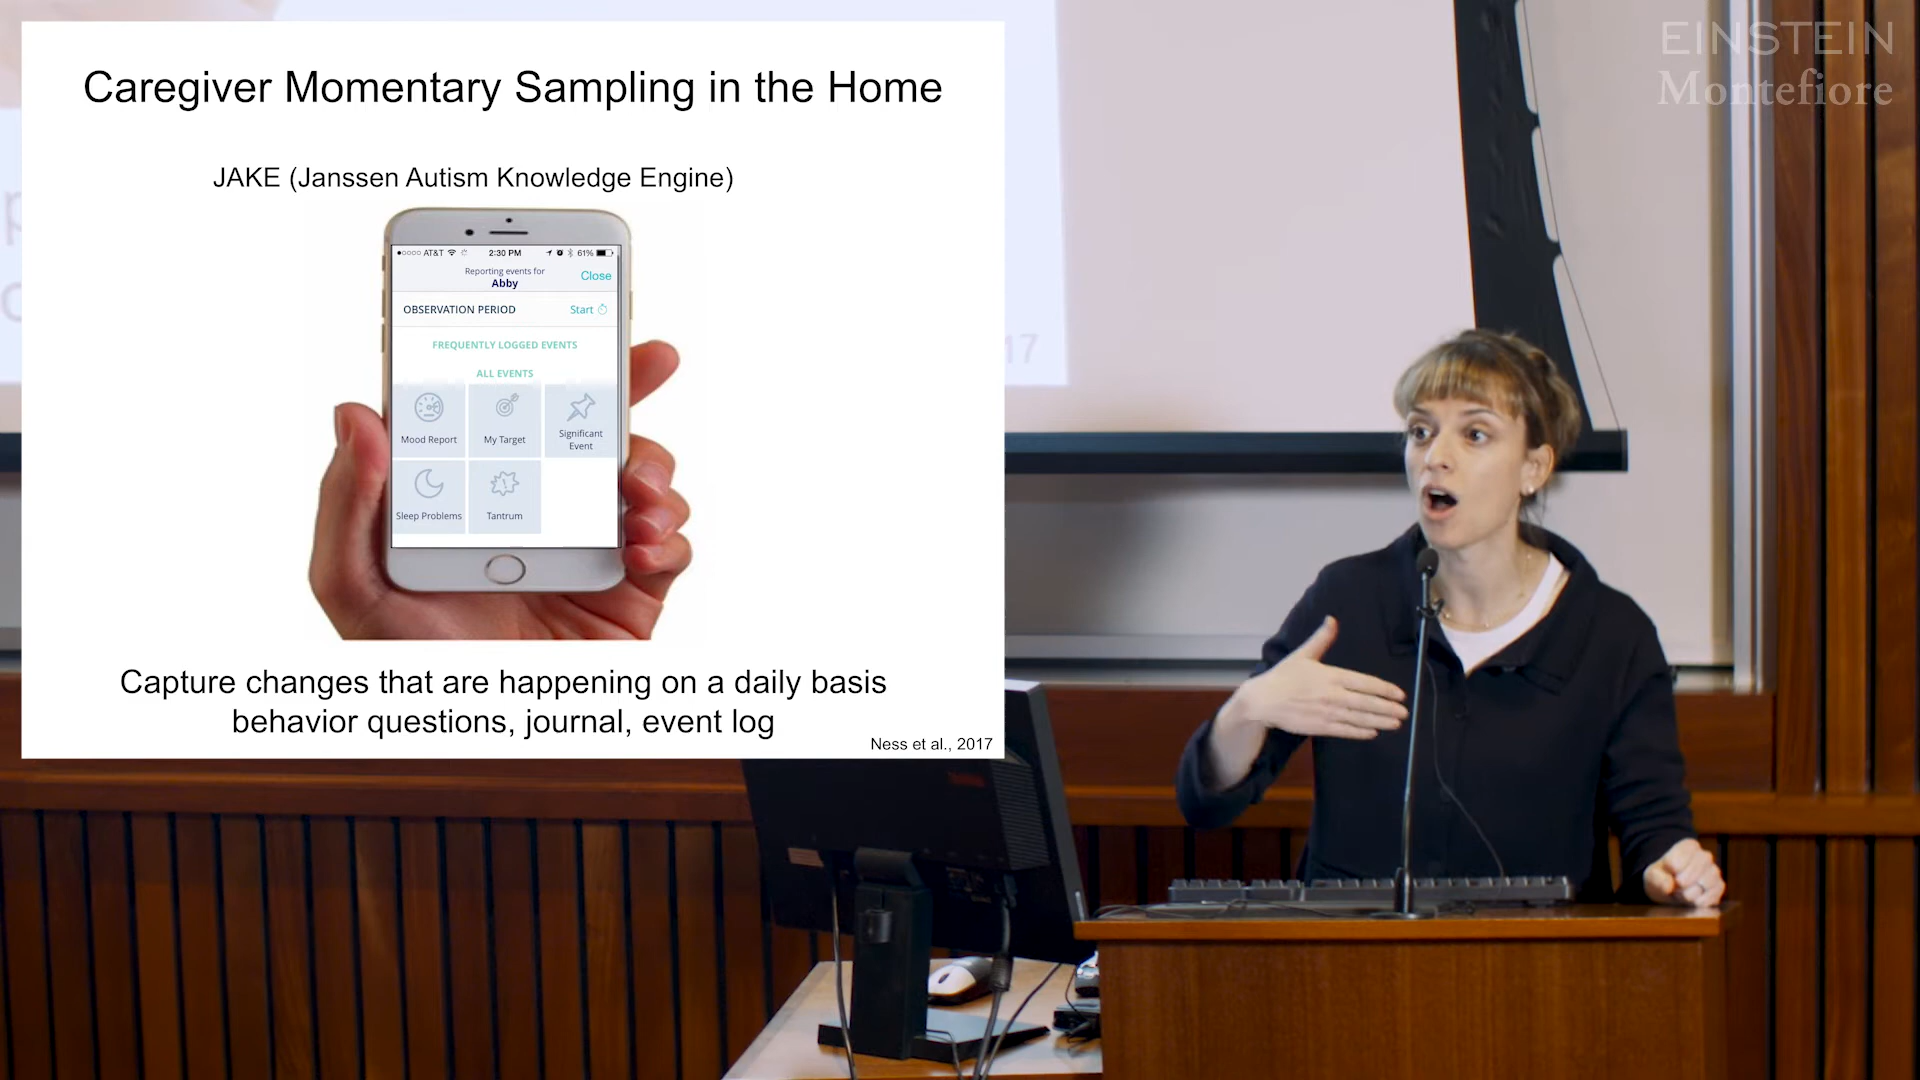 Caregiver Momentary Sampling in the Home
JAKE (Janssen Autism Knowledge Engine)
AT&T
2:30 PM
61%
Reporting events for
Abby
Close
OBSERVATION PERIOD
Start
FREQUENTLY LOGGED EVENTS
ALL EVENTS
Mood Report
My Target
Significant
Event
Sleep Problems
Tantrum
Capture changes that are happening on a daily basis
behavior questions, journal, event log
Ness et al., 2017
EINSTEIN
Montefiore
17